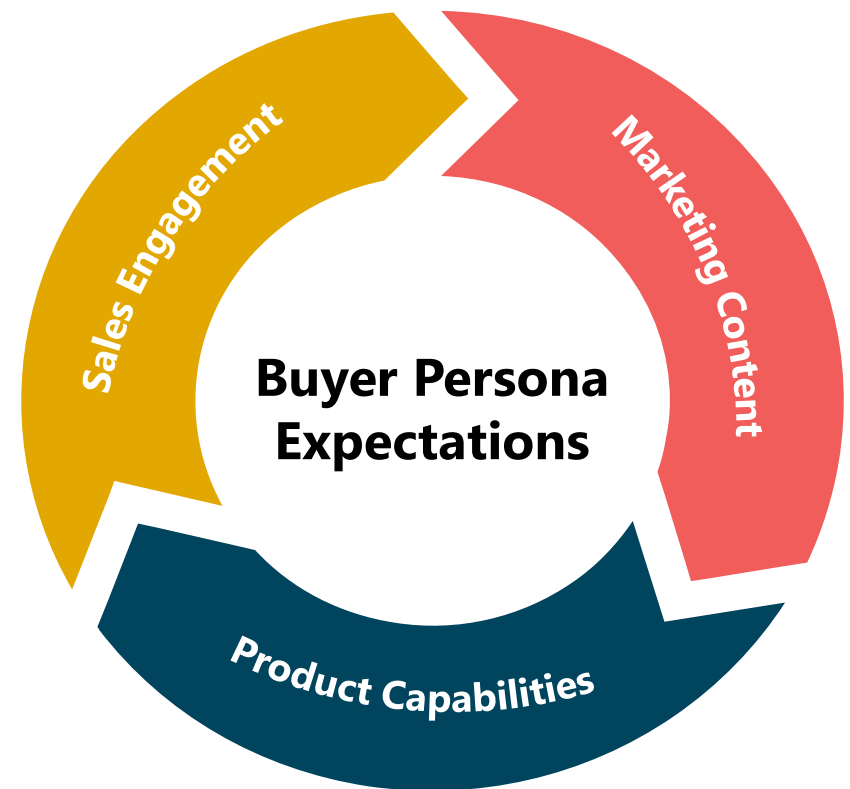 Sales Engagement
Marketing Content
Buyer Persona
Expectations
Product Capabilities